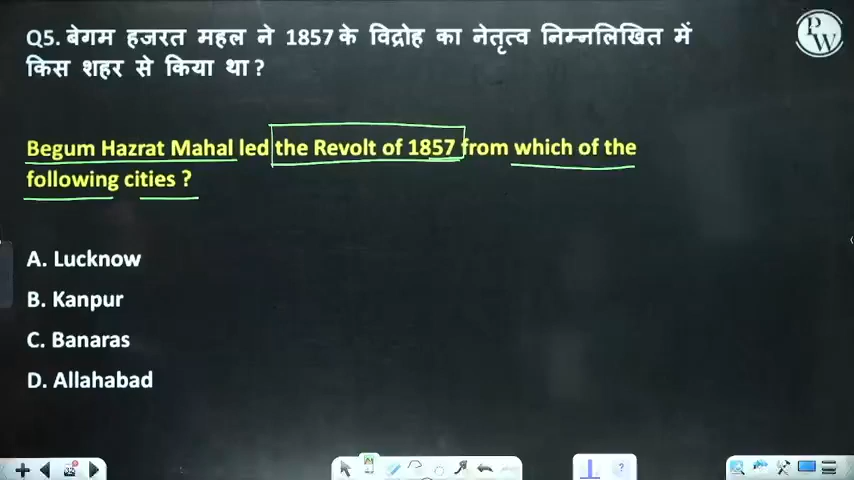 Q5. बेगम हजरत महल ने 1857 के विद्रोह का नेतृत्व निम्नलिखित में
किस शहर से किया था ?
Begum Hazrat Mahal led the Revolt of 1857 from which of the
following cities ?
A. Lucknow
B. Kanpur
C. Banaras
D. Allahabad
PW